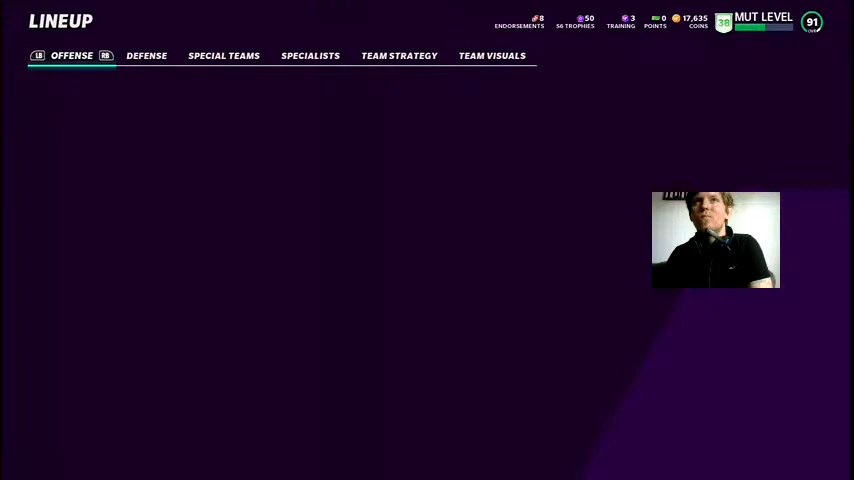 LINEUP
8 50 3 0 17,635
ENDORSEMENTS S6 TROPHIES TRAINING POINTS COINS
38 MUT LEVEL
91
OVR
LB OFFENSE RB DEFENSE SPECIAL TEAMS SPECIALISTS TEAM STRATEGY TEAM VISUALS